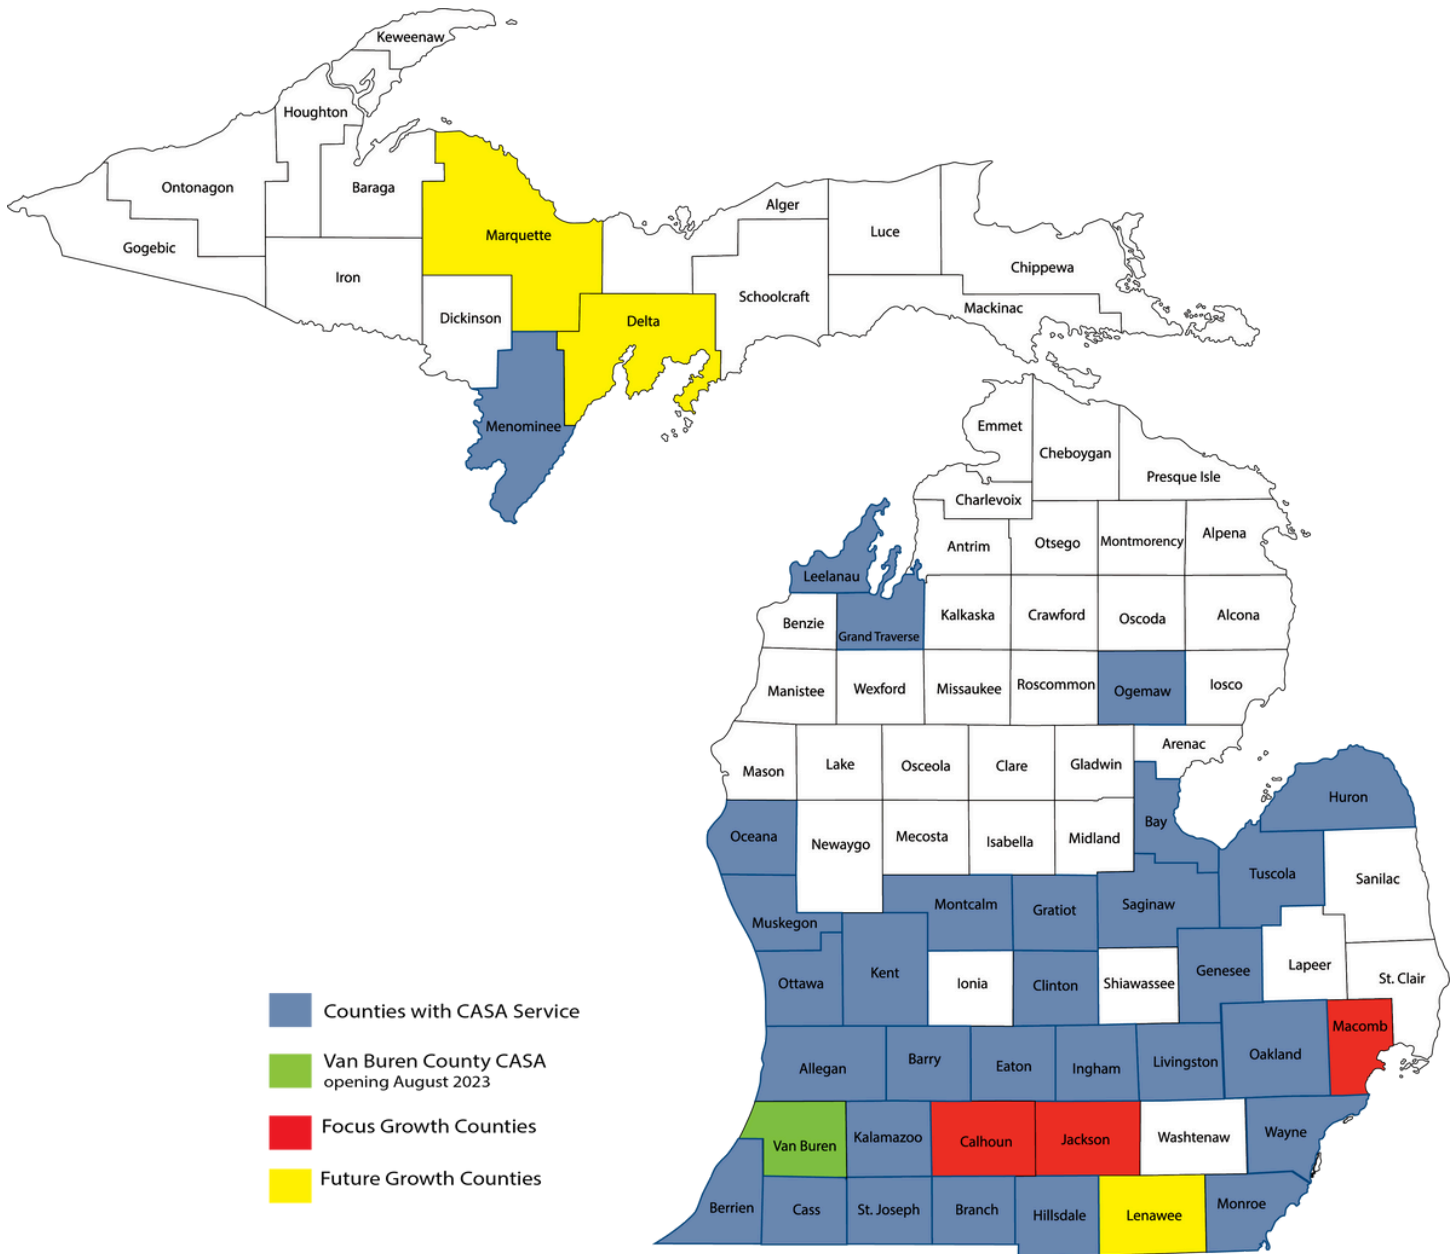 Keweenaw
Houghton
Ontonagon
Baraga
Alger
Marquette
Luce
Gogebic
Chippewa
Iron
Schoolcraft
Mackinac
Dickinson
Delta
Menominee
Emmet
Cheboygan
Presque Isle
Charlevoix
Antrim
Otsego
Montmorency
Alpena
Leelanau
Benzie
Grand Traverse
Kalkaska
Crawford
Oscoda
Alcona
Manistee
Wexford
Missaukee
Roscommon
Ogemaw
Iosco
Mason
Lake
Osceola
Clare
Gladwin
Arenac
Huron
Oceana
Newaygo
Mecosta
Isabella
Midland
Bay
Tuscola
Sanilac
Muskegon
Montcalm
Gratiot
Saginaw
Ottawa
Kent
Ionia
Clinton
Shiawassee
Genesee
Lapeer
St. Clair
Counties with CASA Service
Allegan
Barry
Eaton
Ingham
Livingston
Oakland
Macomb
Van Buren County CASA
opening August 2023
Focus Growth Counties
Van Buren
Kalamazoo
Calhoun
Jackson
Washtenaw
Wayne
Future Growth Counties
Berrien
Cass
St. Joseph
Branch
Hillsdale
Lenawee
Monroe